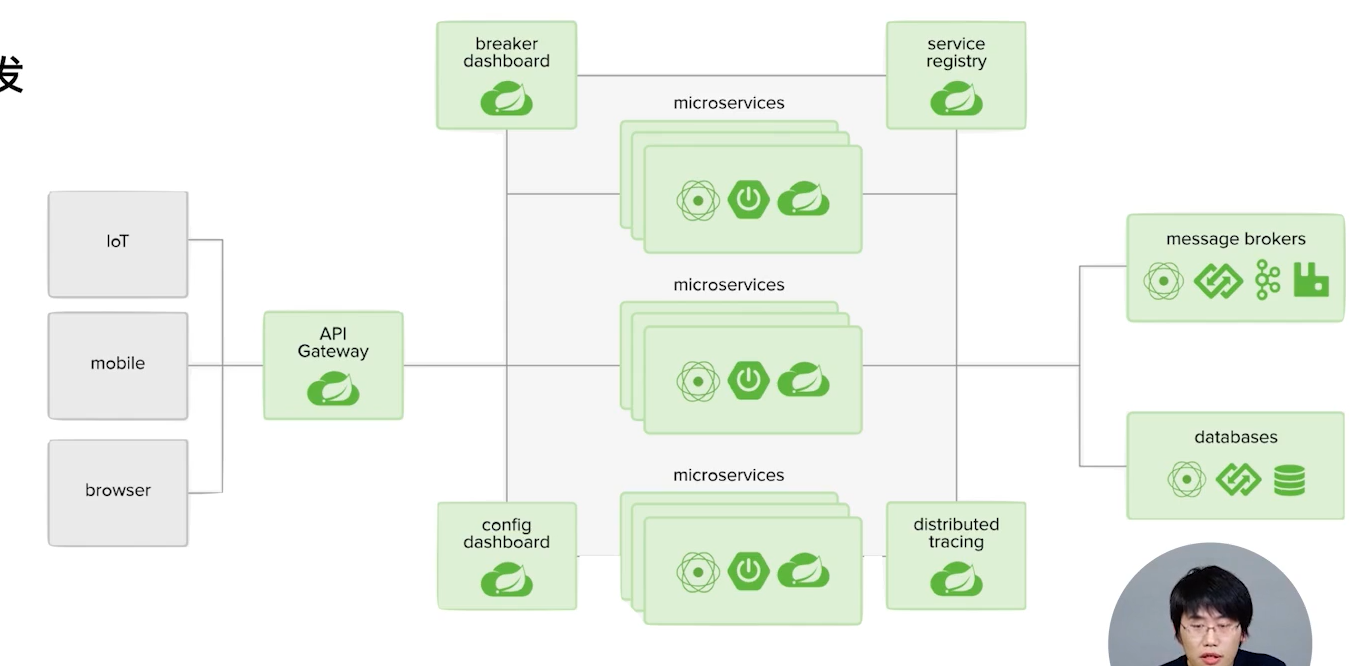 发
breaker
dashboard
service
registry
microservices
IoT
mobile
browser
API
Gateway
microservices
message brokers
databases
microservices
config
dashboard
distributed
tracing